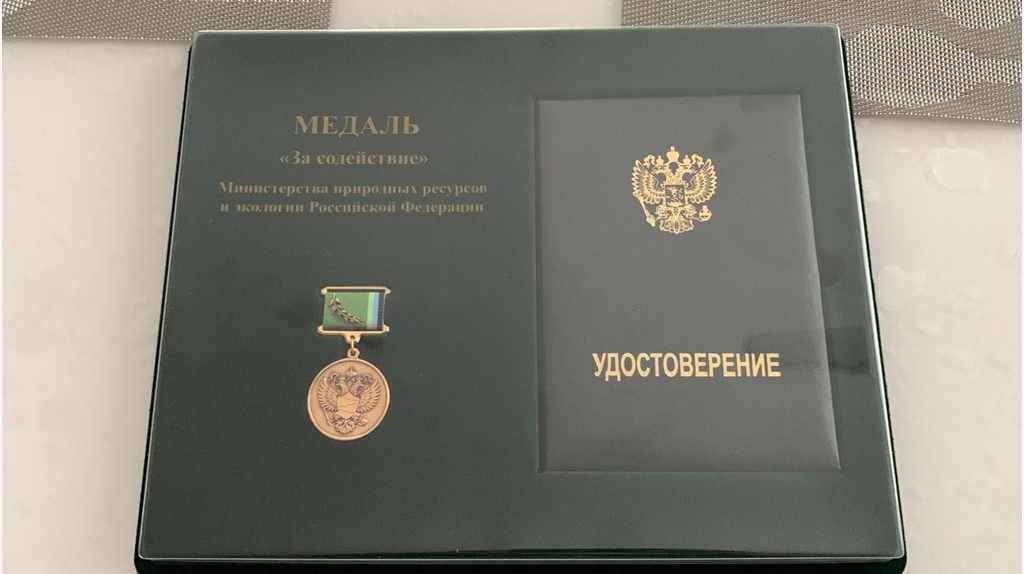 МЕДАЛЬ
«За содействие»
Министерства природных ресурсов
и экологии Российской Федерации
УДОСТОВЕРЕНИЕ